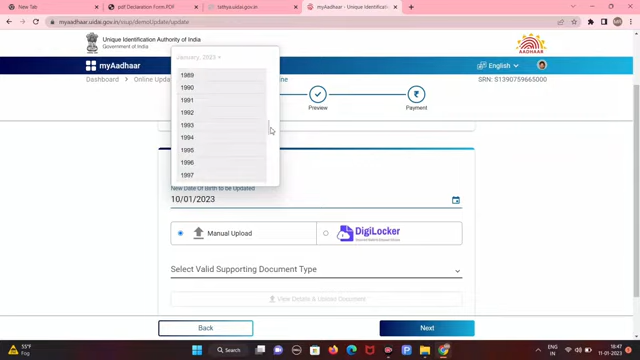 New Tab
pdf Declaration Form.PDF
tathya.uidai.gov.in
myAadhaar - Unique Identificati
myaadhaar.uidai.gov.in/ssup/demoUpdate/update
Unique Identification Authority of India
Government of India
AADHAAR
myAadhaar
English
Dashboard
Online Upda
ne
SRN: S1390759665000
January, 2023
1989
1990
1991
1992
1993
1994
1995
1996
1997
Preview
₹
Payment
New Date of Birth to be Updated
10/01/2023
Manual Upload
DigiLocker
Select Valid Supporting Document Type
View Details & Upload Document
Back
Next
55°F
Fog
Search
ENG
IN
18:47
11-01-2023